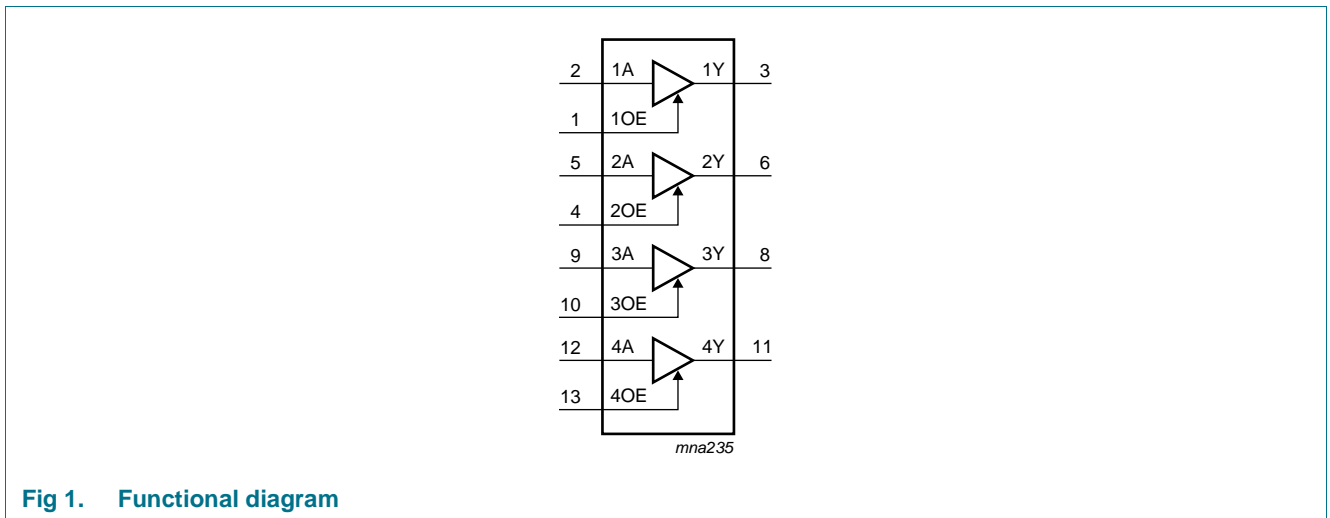 2 1A 1Y 3
1 1OE
5 2A 2Y 6
4 2OE
9 3A 3Y 8
10 3OE
12 4A 4Y 11
13 4OE
mna235
Fig 1. Functional diagram